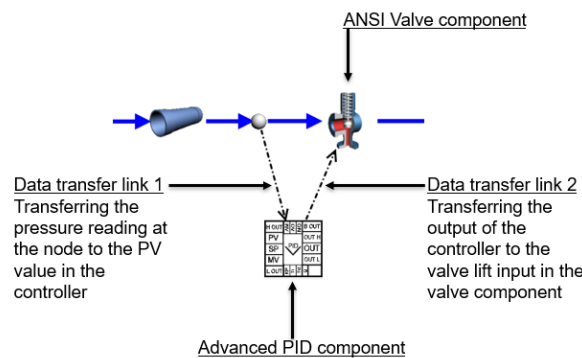 ANSI Valve component
Data transfer link 1
Transferring the
pressure reading at
the node to the PV
value in the
controller
Data transfer link 2
Transferring the
output of the
controller to the
valve lift input in the
valve component
H OUT
B OUT
PV
OUT H
SP
PID
OUT
MV
OUT L
L OUT
Advanced PID component